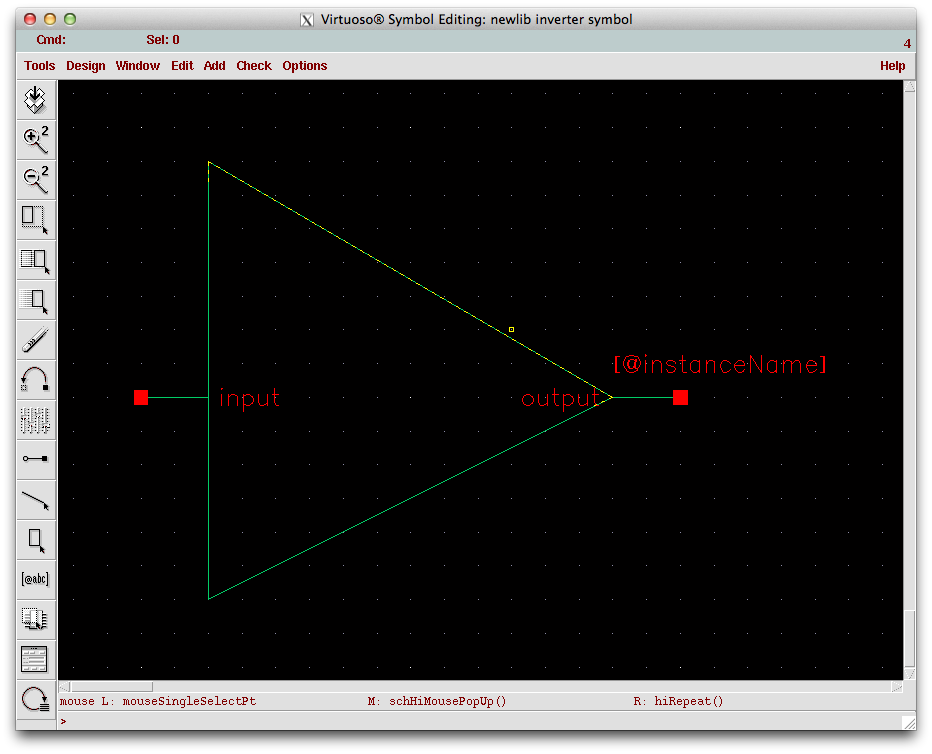 X Virtuoso® Symbol Editing: newlib inverter symbol
Cmd: Sel: 0 4
Tools Design Window Edit Add Check Options Help
2
2
[@instanceName]
input output
[@abc]
mouse L: mouseSingleSelectPt M: schHiMousePopUp() R: hiRepeat()
>